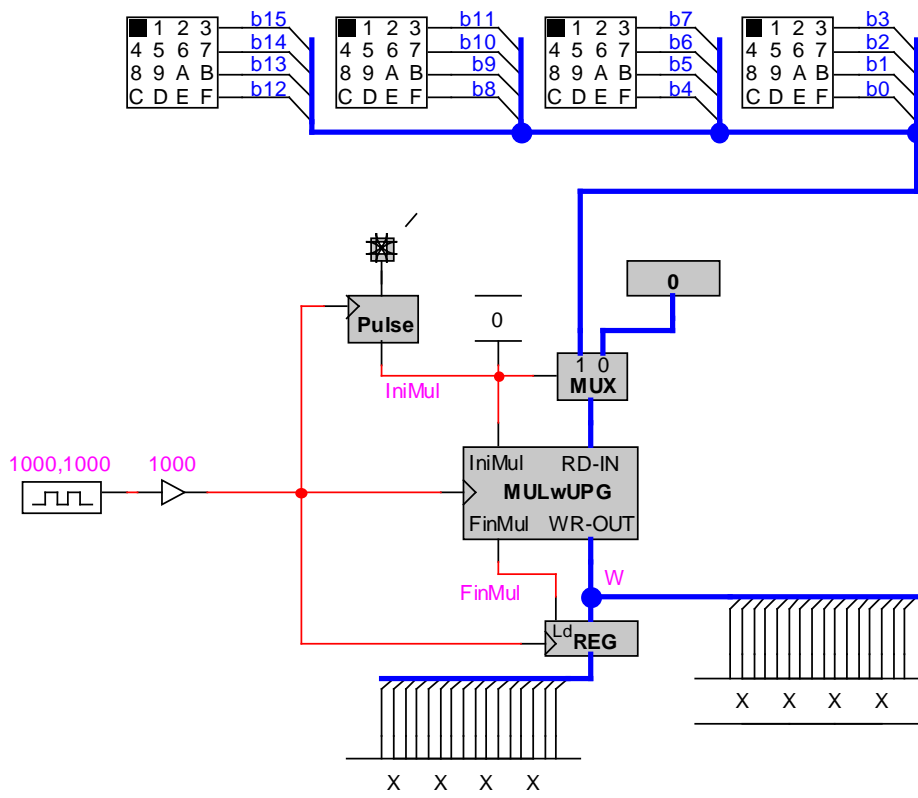 1 2 3 b15 1 2 3 b11 1 2 3 b7 1 2 3 b3
4 5 6 7 b14 4 5 6 7 b10 4 5 6 7 b6 4 5 6 7 b2
8 9 A B b13 8 9 A B b9 8 9 A B b5 8 9 A B b1
C D E F b12 C D E F b8 C D E F b4 C D E F b0
0
Pulse
0
1 0
MUX
IniMul
1000,1000 1000
IniMul RD-IN
MULwUPG
FinMul WR-OUT
FinMul
W
Ld
REG
X X X X
X X X X